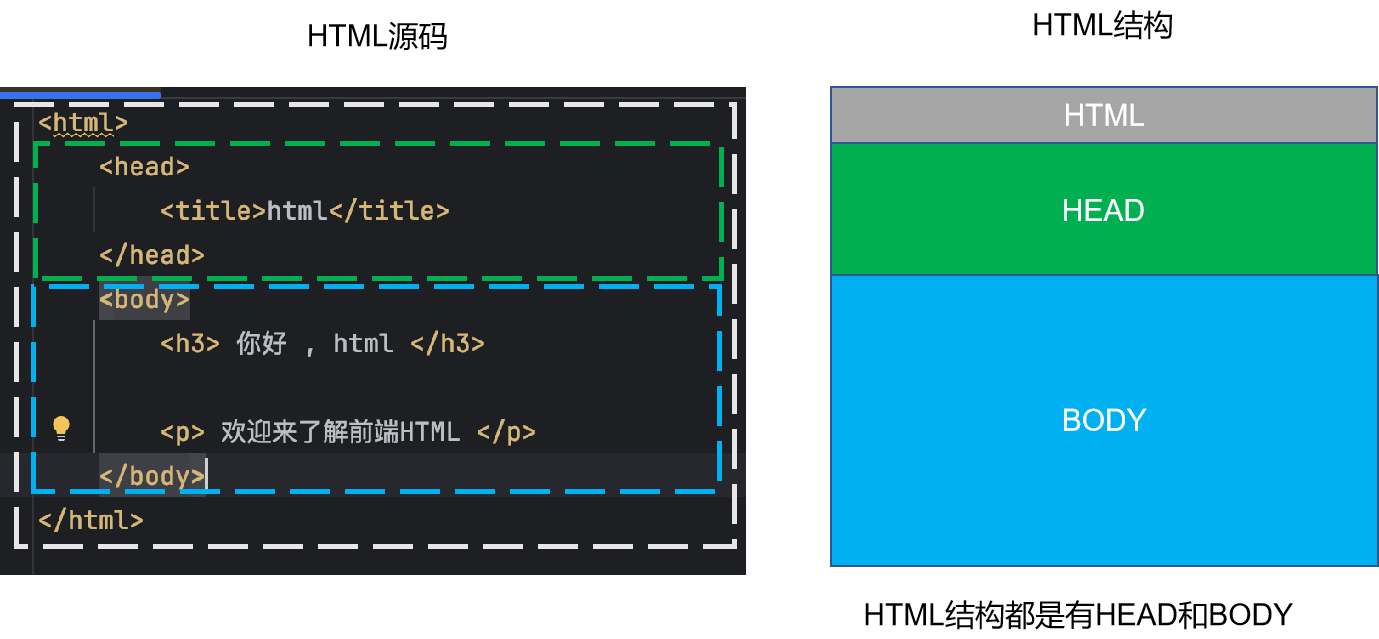 HTML源码
<html>
<head>
<title>html</title>
</head>
<body>
<h3> 你好 , html </h3>
<p> 欢迎来了解前端HTML </p>
</body>
</html>
HTML结构
HTML
HEAD
BODY
HTML结构都是有HEAD和BODY